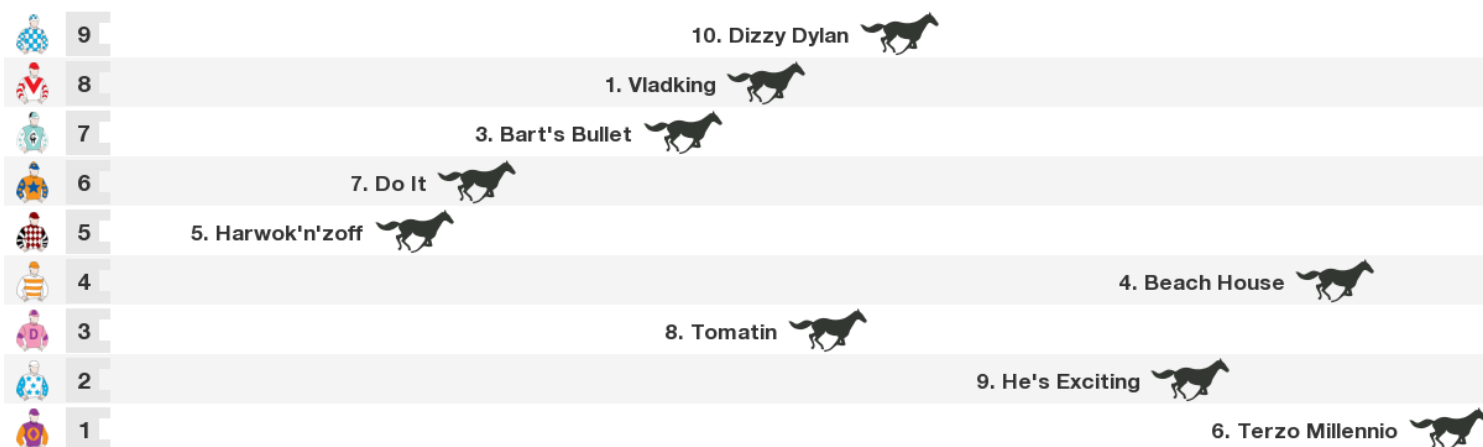 9 10. Dizzy Dylan
8 1. Vladking
7 3. Bart's Bullet
6 7. Do It
5 5. Harwok'n'zoff
4 4. Beach House
3 D 8. Tomatin
2 9. He's Exciting
1 6. Terzo Millennio